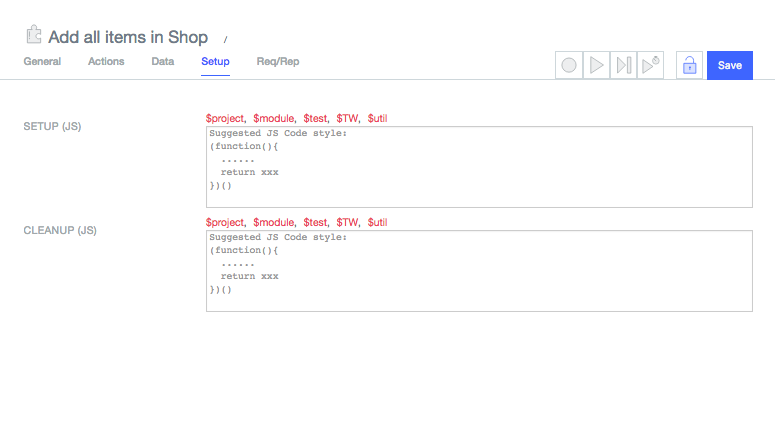 Add all items in Shop /
General Actions Data Setup Req/Rep
Save
SETUP (JS)
$project, $module, $test, $TW, $util
Suggested JS Code style:
(function(){
......
return xxx
})()
CLEANUP (JS)
$project, $module, $test, $TW, $util
Suggested JS Code style:
(function(){
......
return xxx
})()